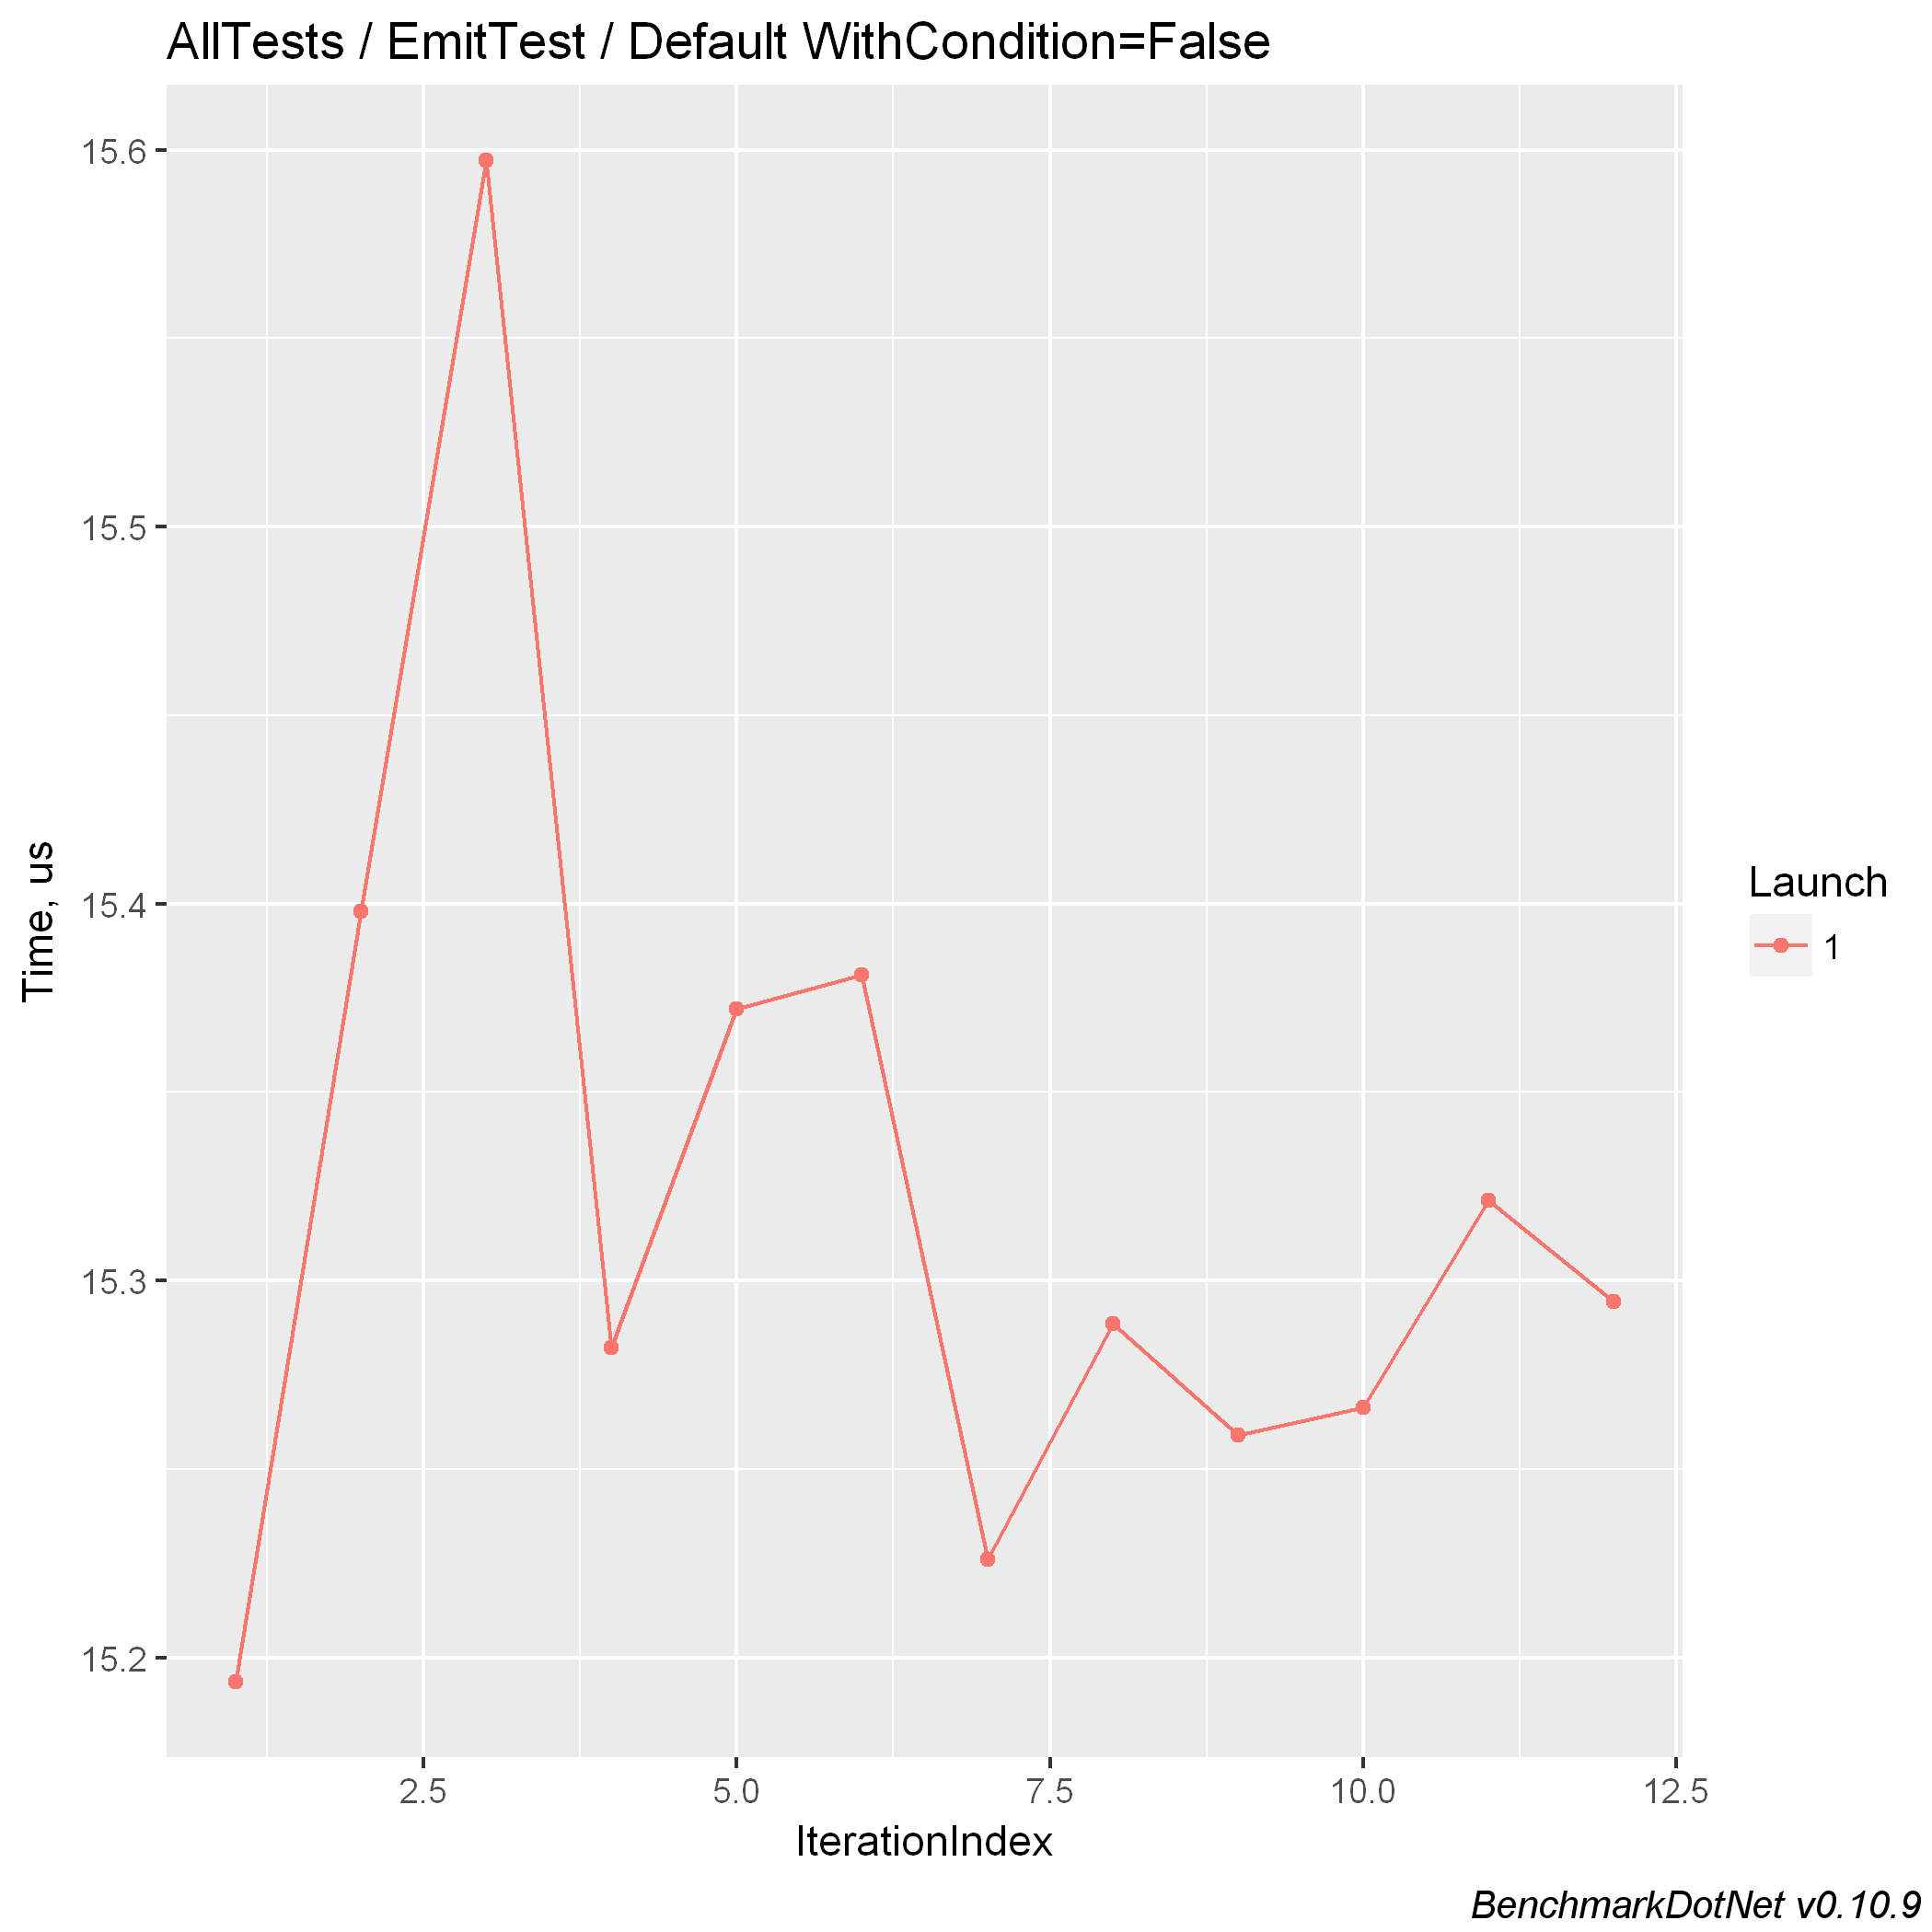 AllTests / EmitTest / Default WithCondition=False
15.6
15.5
15.4
15.3
15.2
Time, us
2.5 5.0 7.5 10.0 12.5
IterationIndex
Launch
1
BenchmarkDotNet v0.10.9